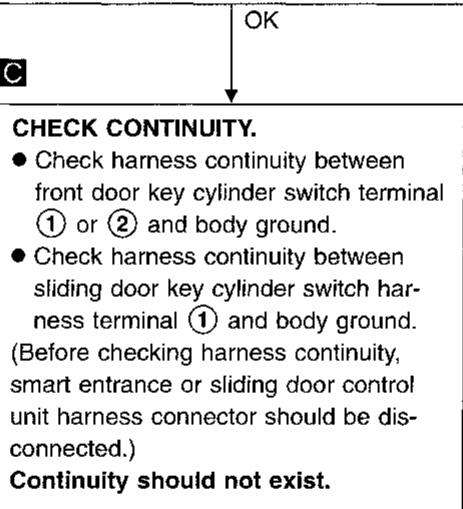 OK
C
CHECK CONTINUITY.
● Check harness continuity between
front door key cylinder switch terminal
① or ② and body ground.
● Check harness continuity between
sliding door key cylinder switch har-
ness terminal ① and body ground.
(Before checking harness continuity,
smart entrance or sliding door control
unit harness connector should be dis-
connected.)
Continuity should not exist.